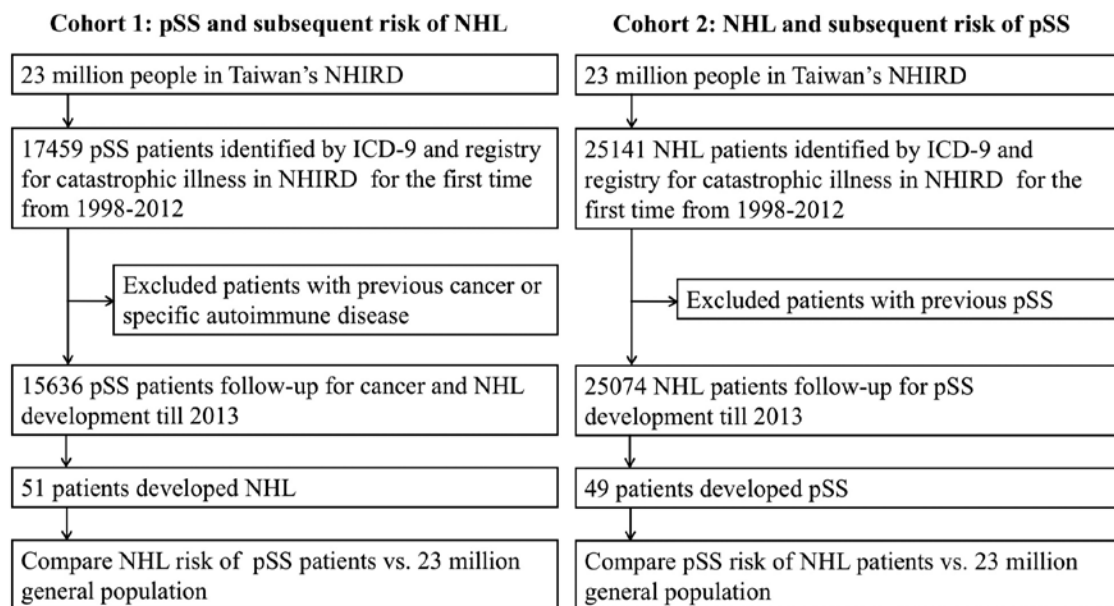 Cohort 1: pSS and subsequent risk of NHL
23 million people in Taiwan's NHIRD
17459 pSS patients identified by ICD-9 and registry
for catastrophic illness in NHIRD for the first time
from 1998-2012
Excluded patients with previous cancer or
specific autoimmune disease
15636 pSS patients follow-up for cancer and NHL
development till 2013
51 patients developed NHL
Compare NHL risk of pSS patients vs. 23 million
general population
Cohort 2: NHL and subsequent risk of pSS
23 million people in Taiwan's NHIRD
25141 NHL patients identified by ICD-9 and
registry for catastrophic illness in NHIRD for the
first time from 1998-2012
Excluded patients with previous pSS
25074 NHL patients follow-up for pSS
development till 2013
49 patients developed pSS
Compare pSS risk of NHL patients vs. 23 million
general population